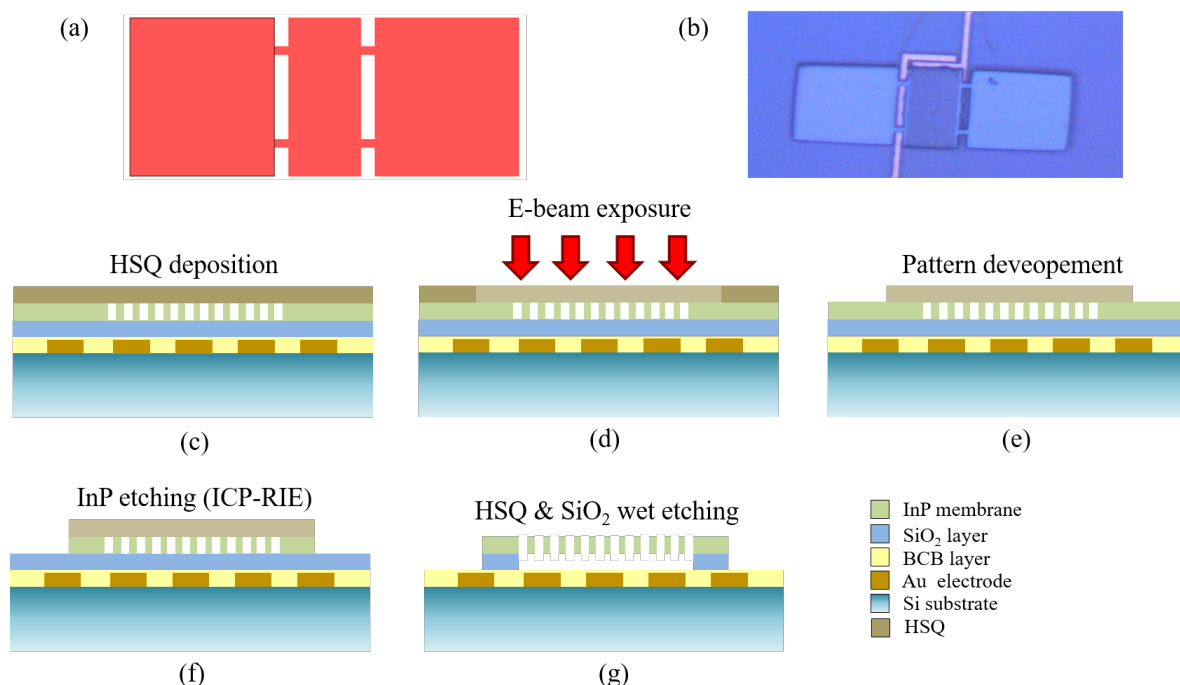 (a)
(b)
E-beam exposure
HSQ deposition
Pattern deveopement
(c)
(d)
(e)
InP etching (ICP-RIE)
HSQ & SiO₂ wet etching
InP membrane
SiO₂ layer
BCB layer
Au electrode
Si substrate
HSQ
(f)
(g)